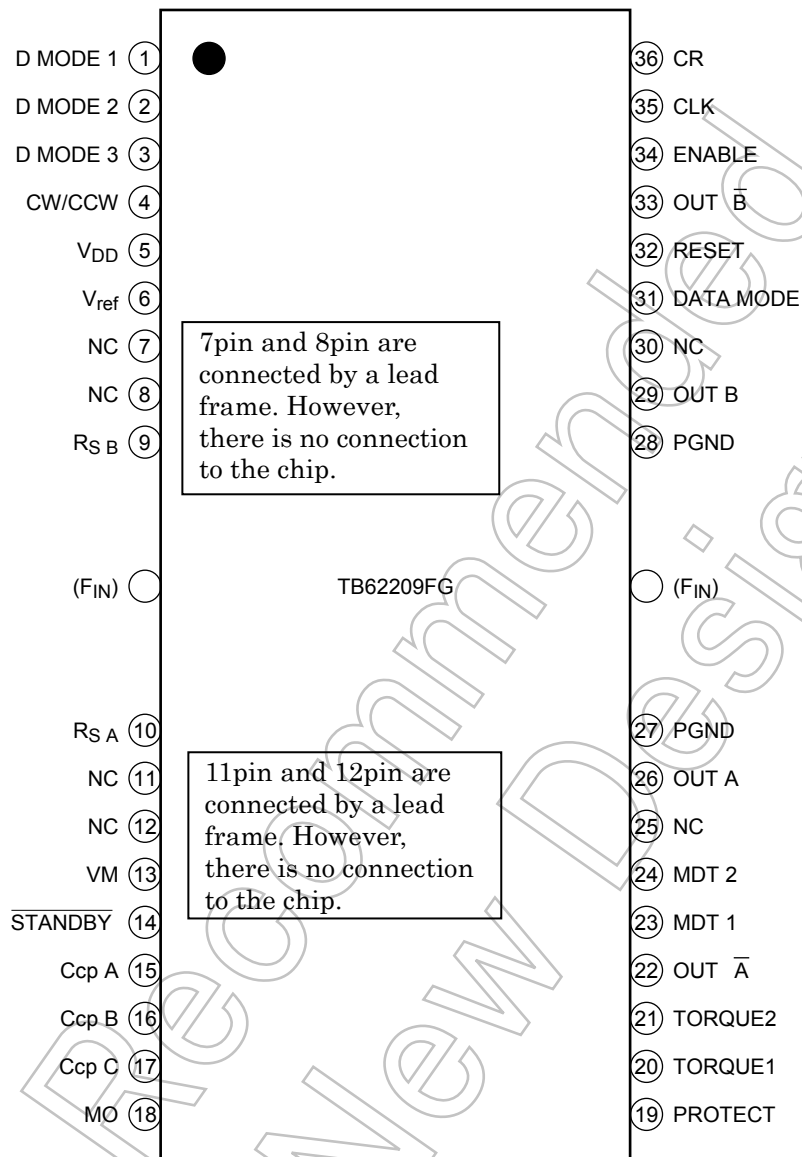 D MODE 1 1
D MODE 2 2
D MODE 3 3
CW/CCW 4
VDD 5
Vref 6
NC 7
NC 8
RS B 9
(FIN)
RS A 10
NC 11
NC 12
VM 13
S̅T̅A̅N̅D̅B̅Y̅ 14
Ccp A 15
Ccp B 16
Ccp C 17
MO 18
7pin and 8pin are
connected by a lead
frame. However,
there is no connection
to the chip.
TB62209FG
11pin and 12pin are
connected by a lead
frame. However,
there is no connection
to the chip.
36 CR
35 CLK
34 ENABLE
33 OUT B̅
32 RESET
31 DATA MODE
30 NC
29 OUT B
28 PGND
(FIN)
27 PGND
26 OUT A
25 NC
24 MDT 2
23 MDT 1
22 OUT A̅
21 TORQUE2
20 TORQUE1
19 PROTECT
Recommended
New Desig